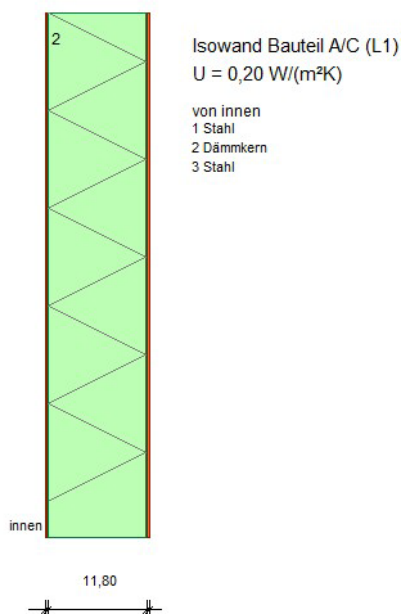 2
Isowand Bauteil A/C (L1)
U = 0,20 W/(m²K)
von innen
1 Stahl
2 Dämmkern
3 Stahl
innen
11,80